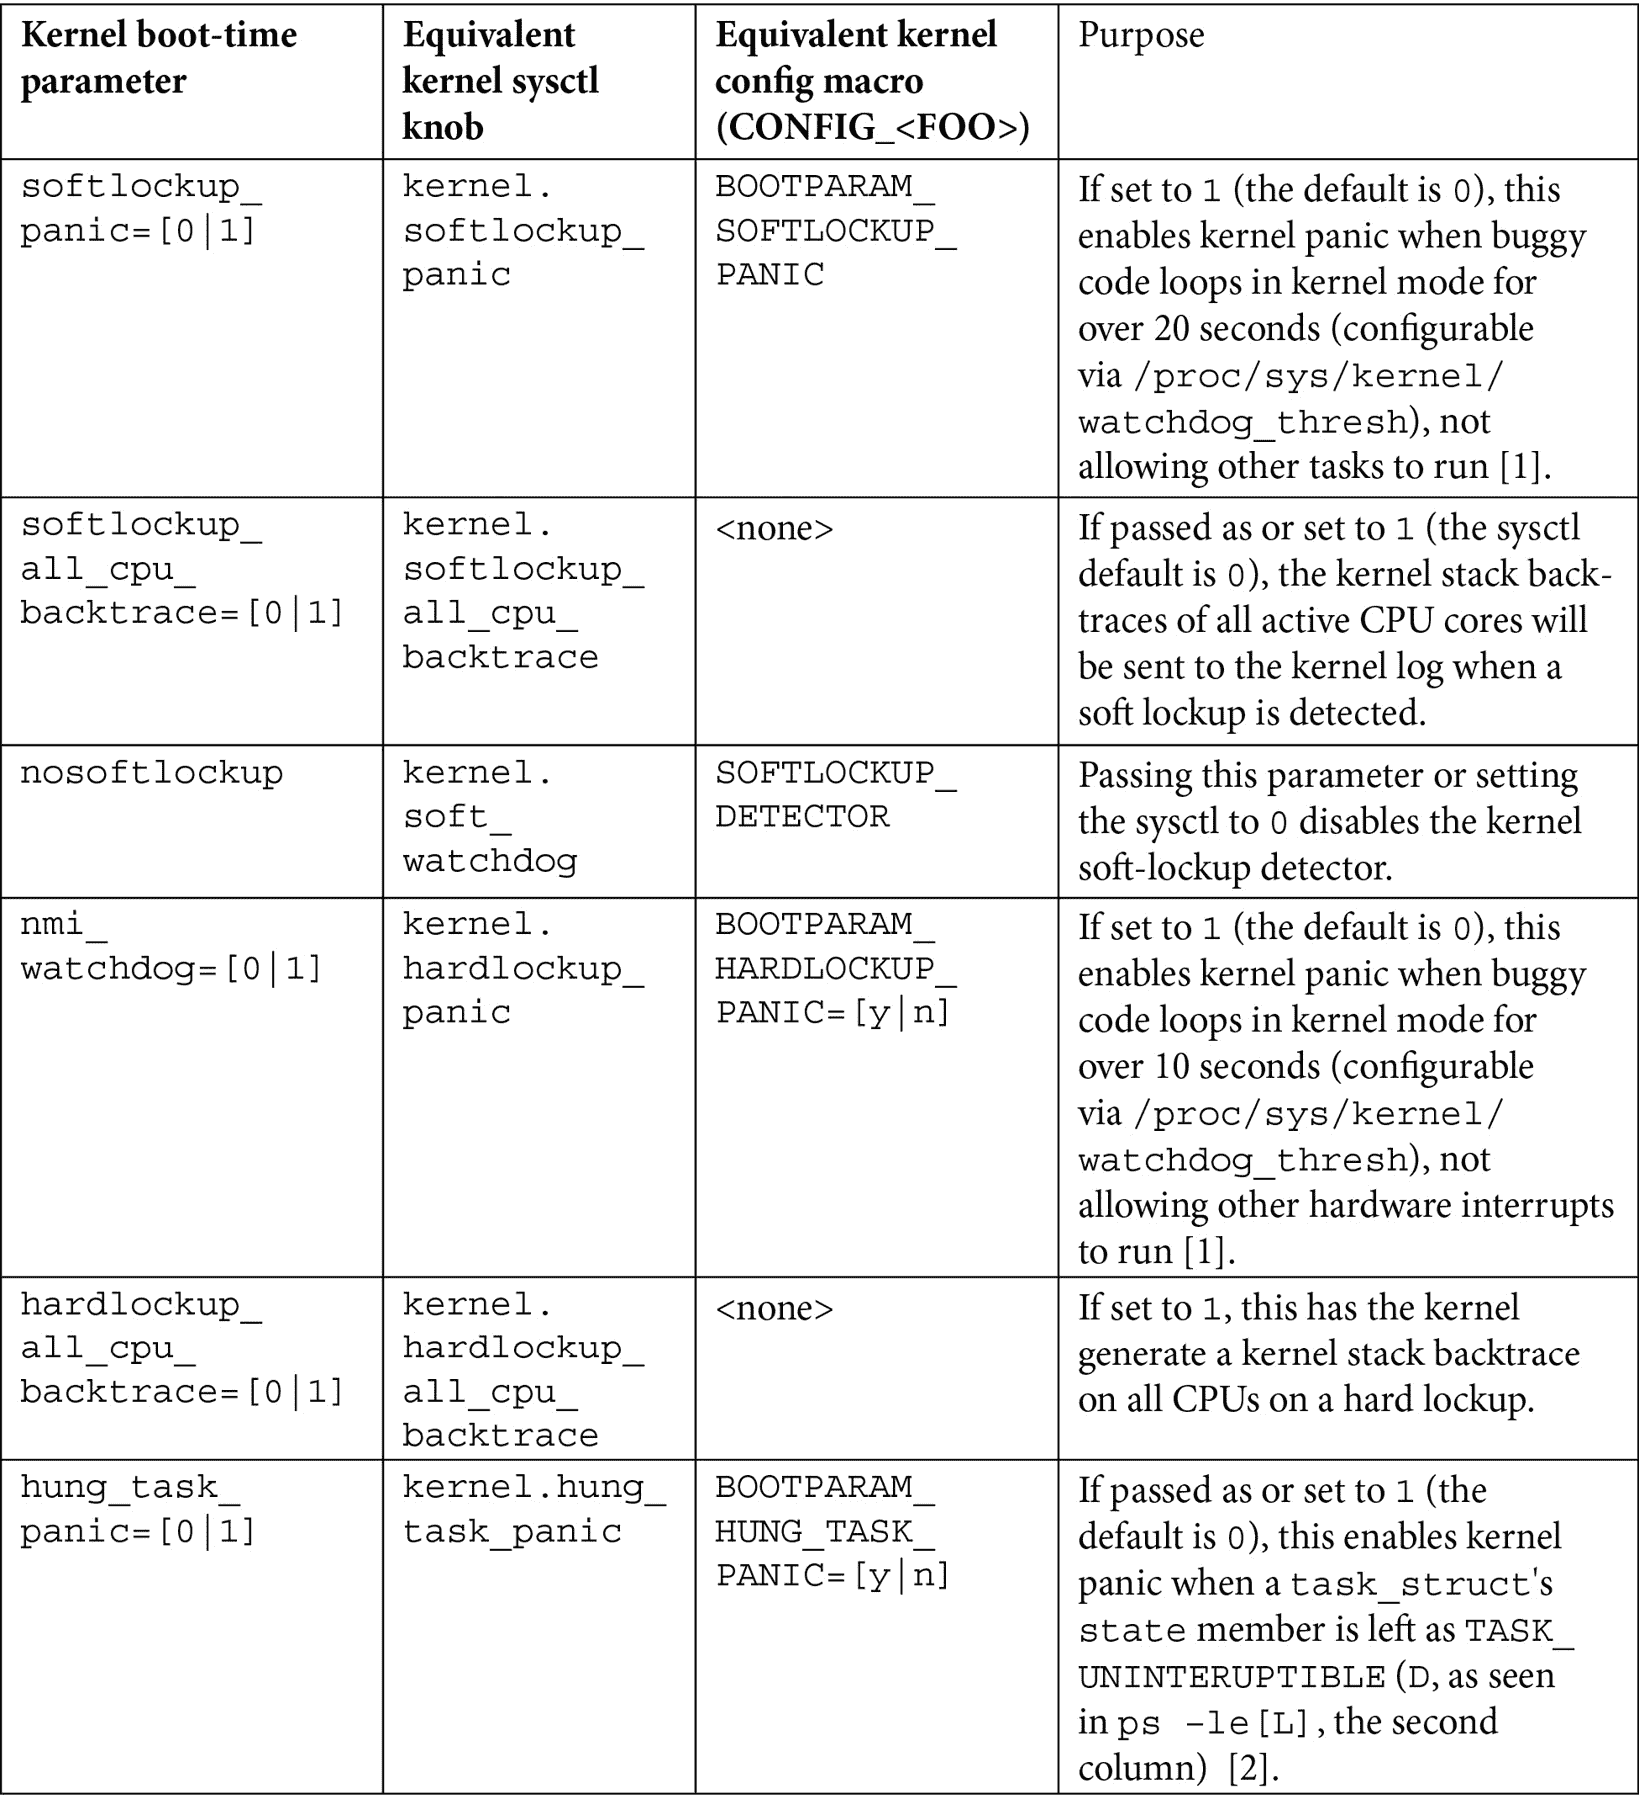 Kernel boot-time
parameter
Equivalent
kernel sysctl
knob
Equivalent kernel
config macro
(CONFIG_<FOO>)
Purpose
softlockup_
panic=[0|1]
kernel.
softlockup_
panic
BOOTPARAM_
SOFTLOCKUP_
PANIC
If set to 1 (the default is 0), this
enables kernel panic when buggy
code loops in kernel mode for
over 20 seconds (configurable
via /proc/sys/kernel/
watchdog_thresh), not
allowing other tasks to run [1].
softlockup_
all_cpu_
backtrace=[0|1]
kernel.
softlockup_
all_cpu_
backtrace
<none>
If passed as or set to 1 (the sysctl
default is 0), the kernel stack back-
traces of all active CPU cores will
be sent to the kernel log when a
soft lockup is detected.
nosoftlockup
kernel.
soft_
watchdog
SOFTLOCKUP_
DETECTOR
Passing this parameter or setting
the sysctl to 0 disables the kernel
soft-lockup detector.
nmi_
watchdog=[0|1]
kernel.
hardlockup_
panic
BOOTPARAM_
HARDLOCKUP_
PANIC=[y|n]
If set to 1 (the default is 0), this
enables kernel panic when buggy
code loops in kernel mode for
over 10 seconds (configurable
via /proc/sys/kernel/
watchdog_thresh), not
allowing other hardware interrupts
to run [1].
hardlockup_
all_cpu_
backtrace=[0|1]
kernel.
hardlockup_
all_cpu_
backtrace
<none>
If set to 1, this has the kernel
generate a kernel stack backtrace
on all CPUs on a hard lockup.
hung_task_
panic=[0|1]
kernel.hung_
task_panic
BOOTPARAM_
HUNG_TASK_
PANIC=[y|n]
If passed as or set to 1 (the
default is 0), this enables kernel
panic when a task_struct's
state member is left as TASK_
UNINTERUPTIBLE (D, as seen
in ps -le[L], the second
column) [2].